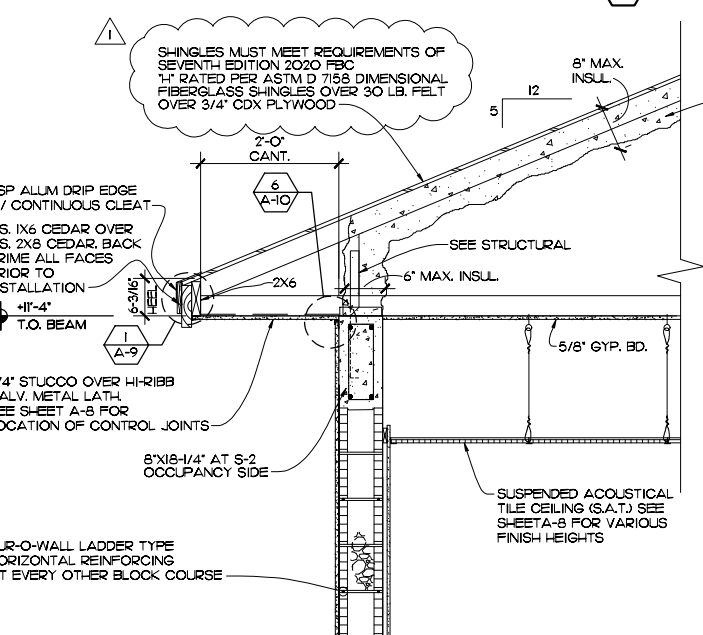 1
SHINGLES MUST MEET REQUIREMENTS OF
SEVENTH EDITION 2020 FBC
"H" RATED PER ASTM D 7158 DIMENSIONAL
FIBERGLASS SHINGLES OVER 30 LB. FELT
OVER 3/4" CDX PLYWOOD
8" MAX.
INSUL.
12
5
2'-0"
CANT.
6
A-10
SP ALUM DRIP EDGE
/ CONTINUOUS CLEAT
S. 1X6 CEDAR OVER
S. 2X8 CEDAR. BACK
RIME ALL FACES
RIOR TO
STALLATION
6-3/16"
HEEL
2X6
SEE STRUCTURAL
6" MAX. INSUL.
+11'-4"
T.O. BEAM
1
A-9
5/8" GYP. BD.
/4" STUCCO OVER HI-RIBB
ALV. METAL LATH.
EE SHEET A-8 FOR
OCATION OF CONTROL JOINTS
8"X18-1/4" AT S-2
OCCUPANCY SIDE
SUSPENDED ACOUSTICAL
TILE CEILING (S.A.T.) SEE
SHEETA-8 FOR VARIOUS
FINISH HEIGHTS
UR-O-WALL LADDER TYPE
ORIZONTAL REINFORCING
T EVERY OTHER BLOCK COURSE